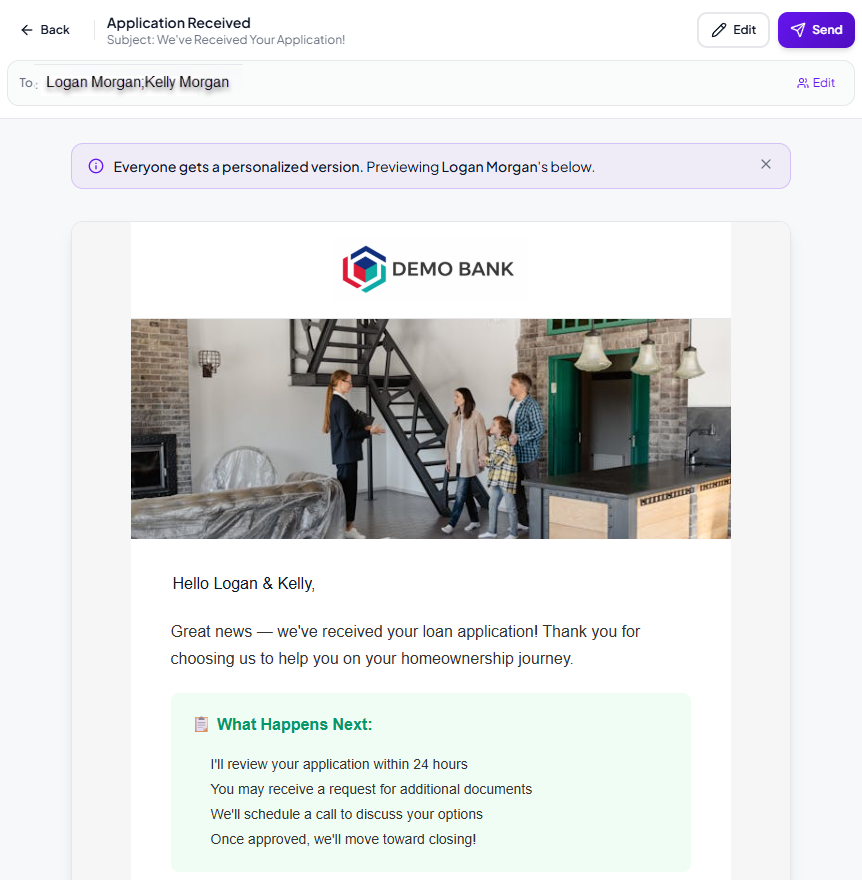 Back
Application Received
Subject: We've Received Your Application!
Edit
Send
To:
Logan Morgan;Kelly Morgan
Edit
Everyone gets a personalized version. Previewing Logan Morgan's below.
DEMO BANK
Hello Logan & Kelly,
Great news — we've received your loan application! Thank you for
choosing us to help you on your homeownership journey.
What Happens Next:
I'll review your application within 24 hours
You may receive a request for additional documents
We'll schedule a call to discuss your options
Once approved, we'll move toward closing!